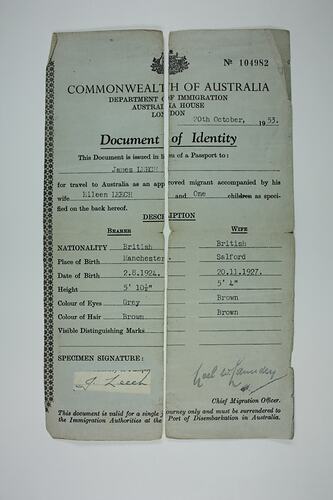 Nº 104982
COMMONWEALTH OF AUSTRALIA
DEPARTMENT OF IMMIGRATION
AUSTRALIA HOUSE
LONDON
20th October, 1953.
Document of Identity
This Document is issued in lieu of a Passport to:
James LEECH
for travel to Australia as an approved migrant accompanied by his
wife Eileen LEECH and One children as speci-
fied on the back hereof.
DESCRIPTION
BEARER WIFE
NATIONALITY British British
Place of Birth Manchester. Salford
Date of Birth 2.8.1924. 20.11.1927.
Height 5' 10½" 5' 4"
Colour of Eyes Grey Brown
Colour of Hair Brown Brown
Visible Distinguishing Marks
SPECIMEN SIGNATURE:
J. Leech
Chief Migration Officer.
This document is valid for a single journey only and must be surrendered to
the Immigration Authorities at the Port of Disembarkation in Australia.